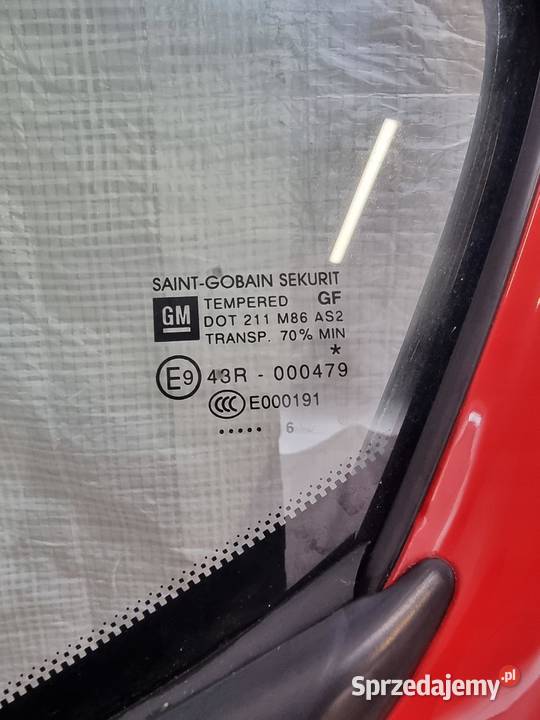 SAINT-GOBAIN SEKURIT
GM TEMPERED GF
DOT 211 M86 AS2
TRANSP. 70% MIN
*
E9 43R - 000479
CCC E000191
..... 6
Sprzedajemy.pl